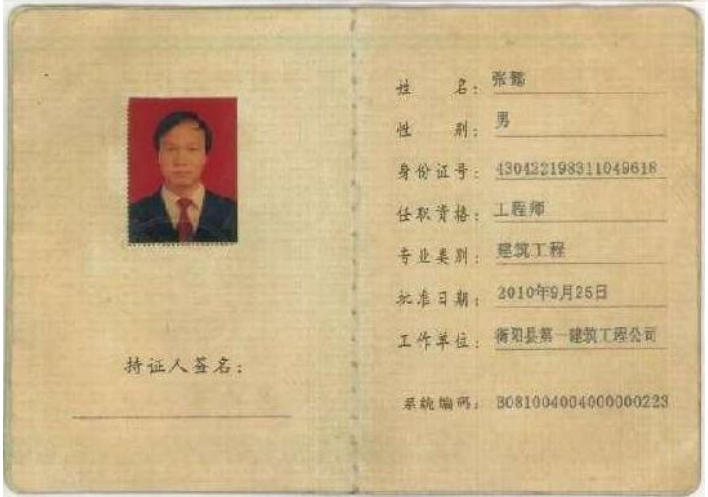 持证人签名：
姓 名：张懿
性 别：男
身份证号：430422198311049618
任职资格：工程师
专业类别：建筑工程
批准日期：2010年9月25日
工作单位：衡阳县第一建筑工程公司
系统编码：B08100400400000223